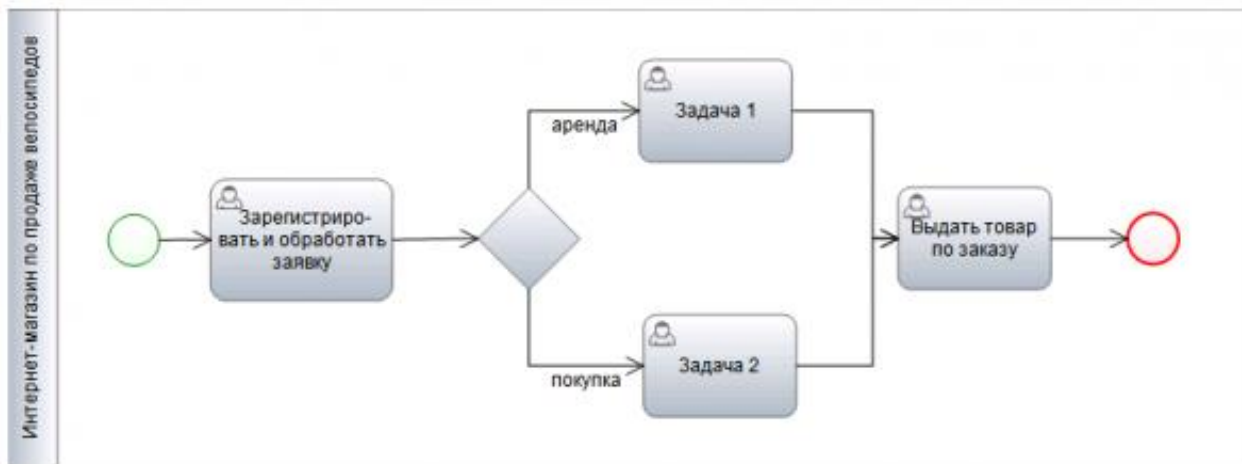 Интернет-магазин по продаже велосипедов
Зарегистриро-
вать и обработать
заявку
аренда
Задача 1
покупка
Задача 2
Выдать товар
по заказу